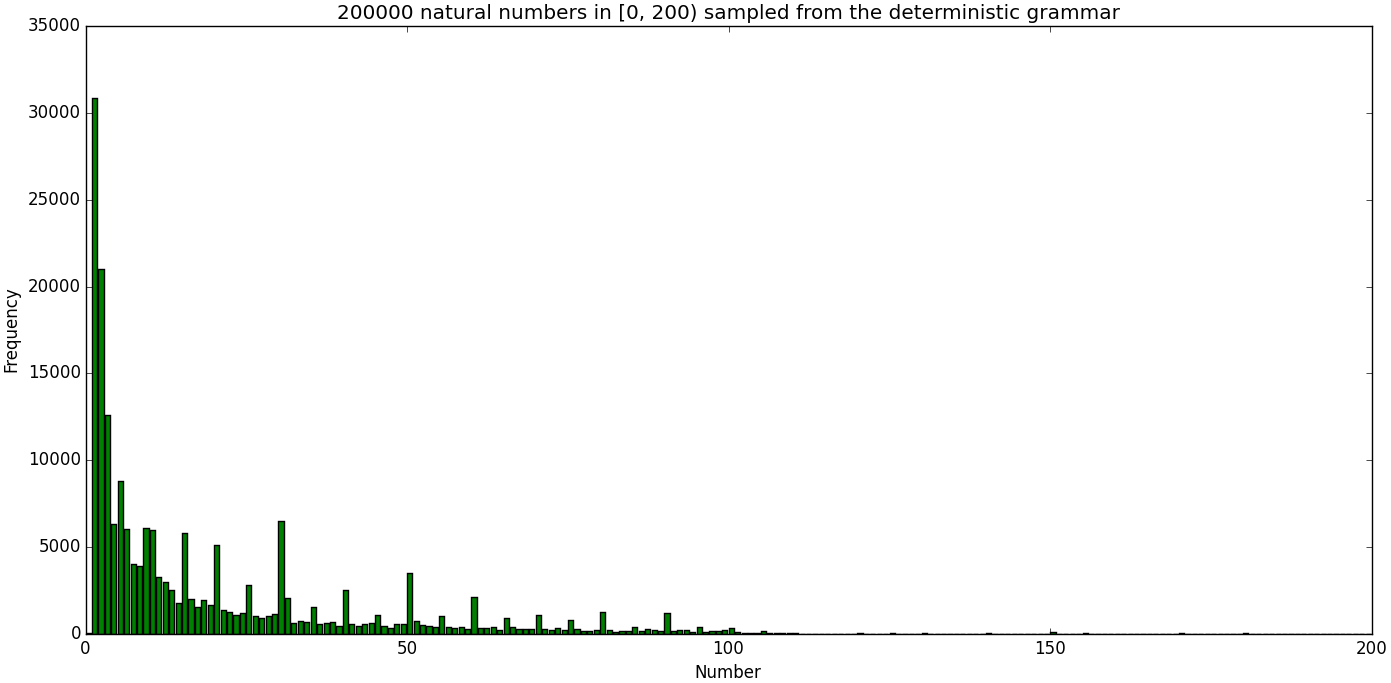 200000 natural numbers in [0, 200) sampled from the deterministic grammar
35000
30000
25000
20000
15000
10000
5000
0
Frequency
0 50 100 150 200
Number